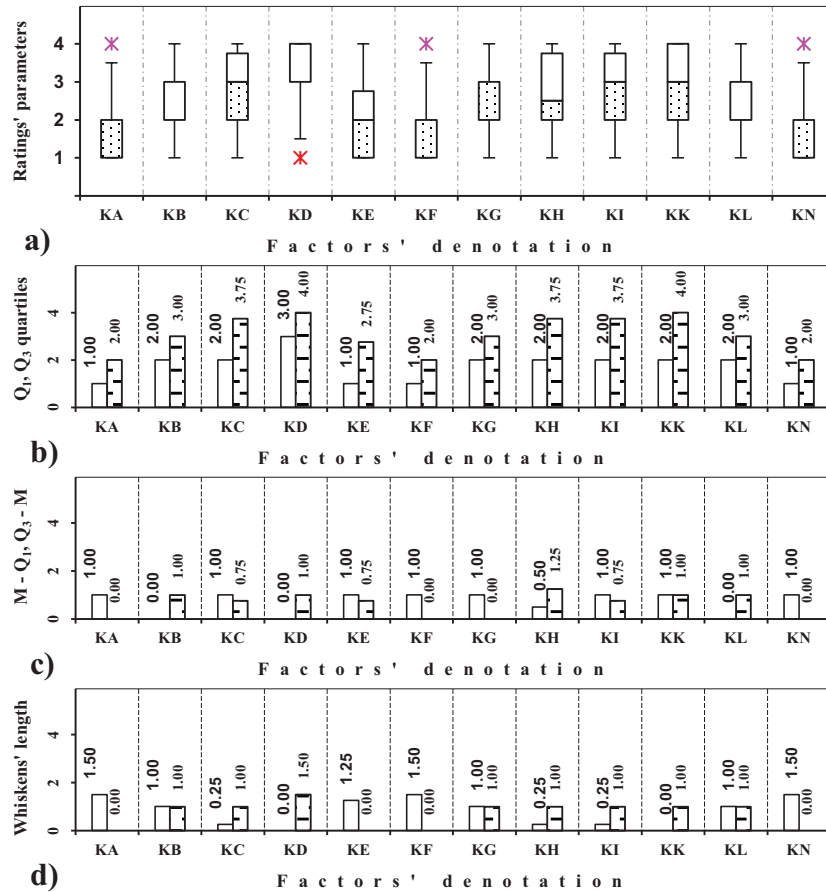 Ratings' parameters
4
3
2
1
KA KB KC KD KE KF KG KH KI KK KL KN
a)
Factors' denotation
Q1, Q3 quartiles
4
2
0
1.00 2.00 2.00 3.00 2.00 3.75 3.00 4.00 1.00 2.75 1.00 2.00 2.00 3.00 2.00 3.75 2.00 3.75 2.00 4.00 2.00 3.00 1.00 2.00
KA KB KC KD KE KF KG KH KI KK KL KN
b)
Factors' denotation
M - Q1, Q3 - M
4
2
0
1.00 0.00 0.00 1.00 1.00 0.75 0.00 1.00 1.00 0.75 1.00 0.00 1.00 0.00 0.50 1.25 1.00 0.75 1.00 1.00 0.00 1.00 1.00 0.00
KA KB KC KD KE KF KG KH KI KK KL KN
c)
Factors' denotation
Whiskens' length
4
2
0
1.50 0.00 1.00 1.00 0.25 1.00 0.00 1.50 1.25 0.00 1.50 0.00 1.00 1.00 0.25 1.00 0.25 1.00 0.00 1.00 1.00 1.00 1.50 0.00
KA KB KC KD KE KF KG KH KI KK KL KN
d)
Factors' denotation